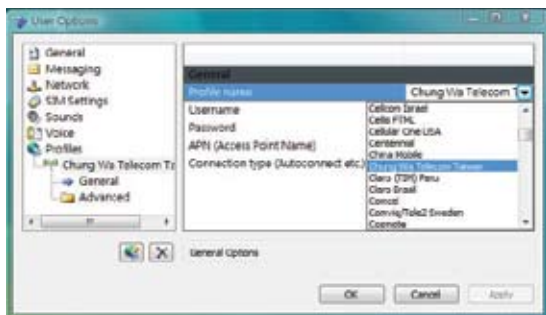 User Options
General
Messaging
Network
SIM Settings
Sounds
Voice
Profiles
Chung Wa Telecom Ta
General
Advanced
General
Profile name
Chung Wa Telecom T
Username
Password
APN (Access Point Name)
Connection type (Autoconnect etc.)
Cellcom Israel
Cellular One USA
Centennial
China Mobile
Chung Wa Telecom Taiwan
Claro (TIM) Peru
Claro Brasil
Comcel
Comviq/Tele2 Sweden
Cosmote
General Options
OK
Cancel
Apply